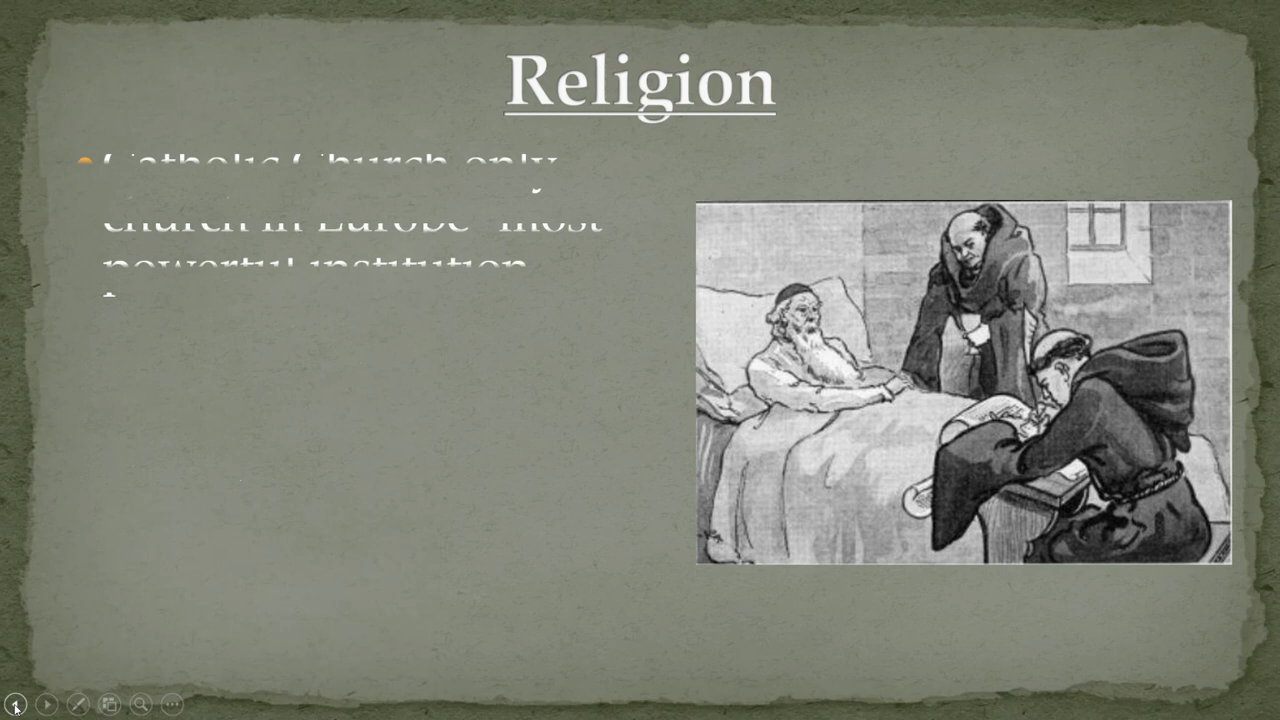 Religion
Catholic Church only
church in Europe most
powerful institution